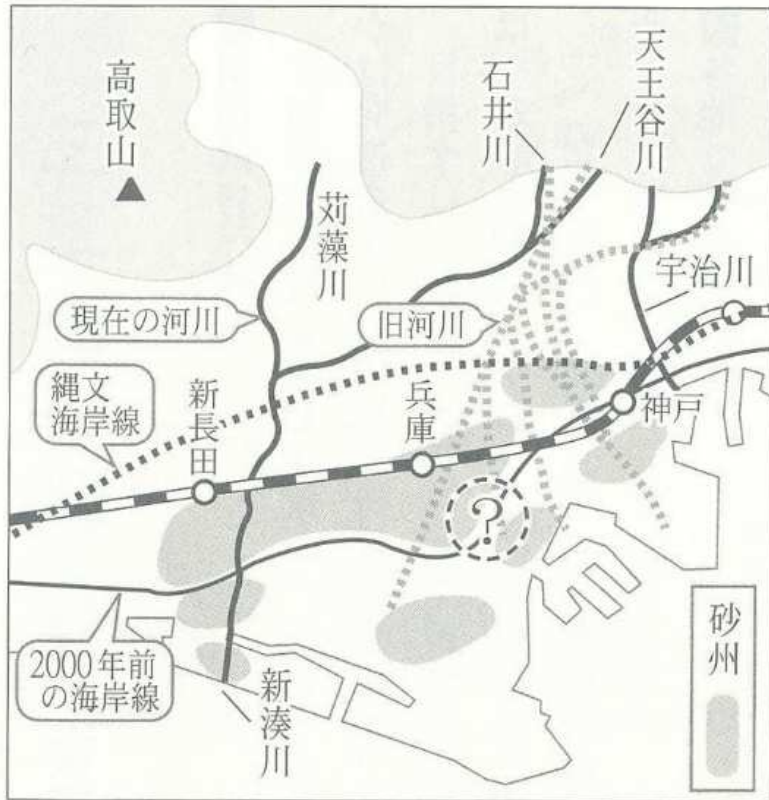 高取山
石井川
天王谷川
苅藻川
宇治川
現在の河川
旧河川
縄文
海岸線
新長田
兵庫
神戸
?
砂州
2000年前
の海岸線
新湊川